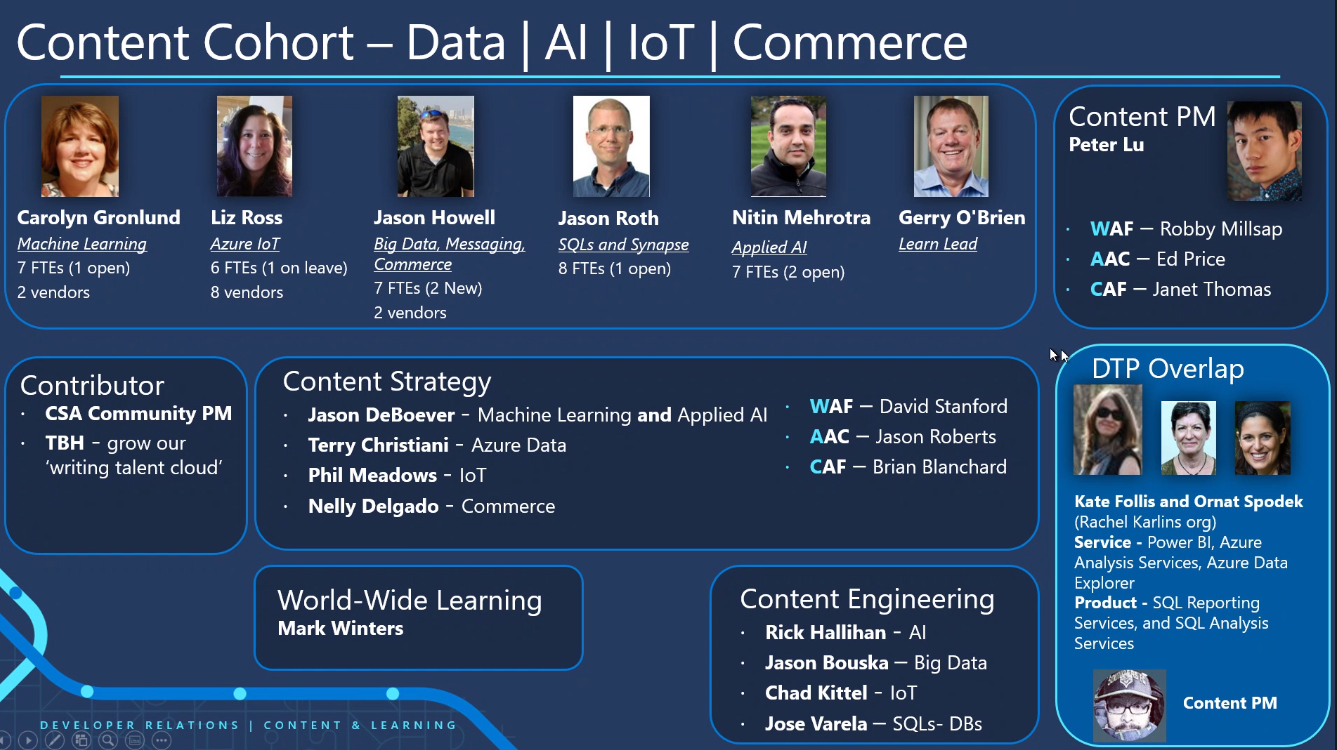 Content Cohort – Data | AI | IoT | Commerce
Carolyn Gronlund
Machine Learning
7 FTEs (1 open)
2 vendors
Liz Ross
Azure IoT
6 FTEs (1 on leave)
8 vendors
Jason Howell
Big Data, Messaging,
Commerce
7 FTEs (2 New)
2 vendors
Jason Roth
SQLs and Synapse
8 FTEs (1 open)
Nitin Mehrotra
Applied AI
7 FTEs (2 open)
Gerry O'Brien
Learn Lead
Content PM
Peter Lu
· WAF – Robby Millsap
· AAC – Ed Price
· CAF – Janet Thomas
Contributor
· CSA Community PM
· TBH - grow our
‘writing talent cloud’
Content Strategy
· Jason DeBoever - Machine Learning and Applied AI
· Terry Christiani - Azure Data
· Phil Meadows - IoT
· Nelly Delgado - Commerce
· WAF – David Stanford
· AAC – Jason Roberts
· CAF – Brian Blanchard
DTP Overlap
Kate Follis and Ornat Spodek
(Rachel Karlins org)
Service - Power BI, Azure
Analysis Services, Azure Data
Explorer
Product - SQL Reporting
Services, and SQL Analysis
Services
Content PM
World-Wide Learning
Mark Winters
Content Engineering
· Rick Hallihan - AI
· Jason Bouska – Big Data
· Chad Kittel - IoT
· Jose Varela – SQLs- DBs
DEVELOPER RELATIONS | CONTENT & LEARNING